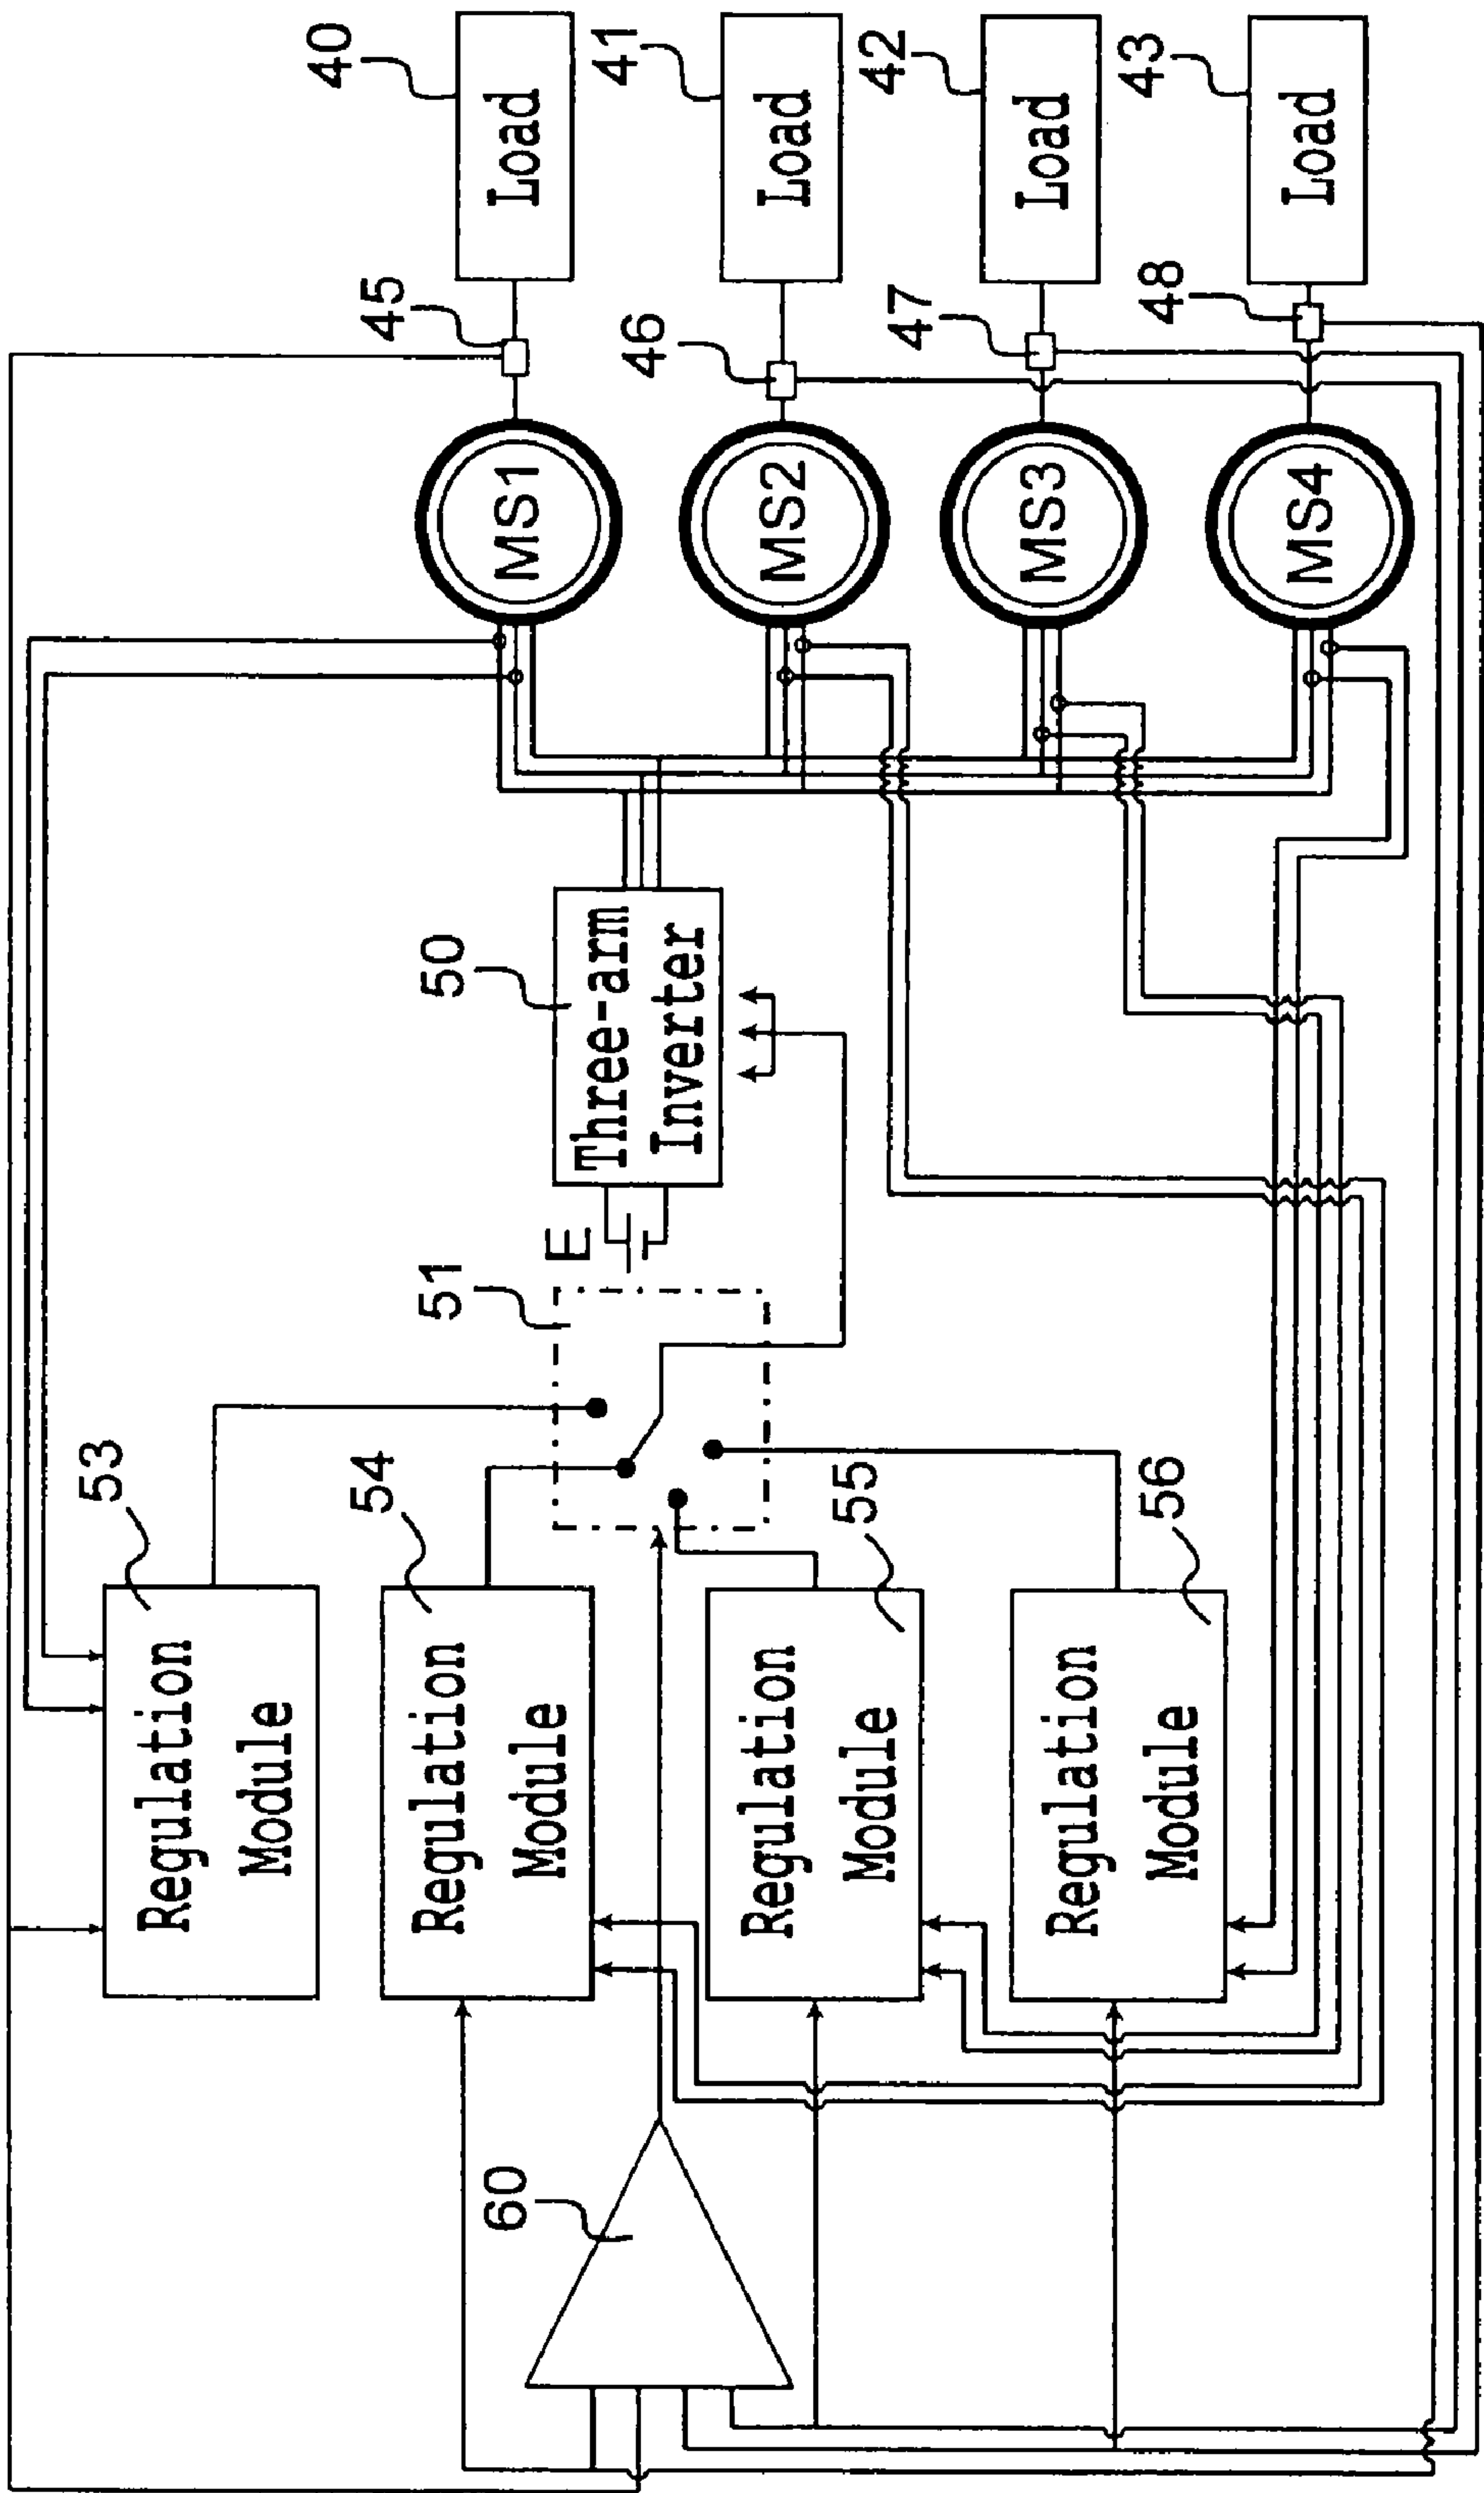 40
Load
41
Load
42
Load
43
Load
45
46
47
48
MS1
MS2
MS3
MS4
50
Three-arm
Inverter
E
51
53
Regulation
Module
54
Regulation
Module
55
Regulation
Module
56
Regulation
Module
60